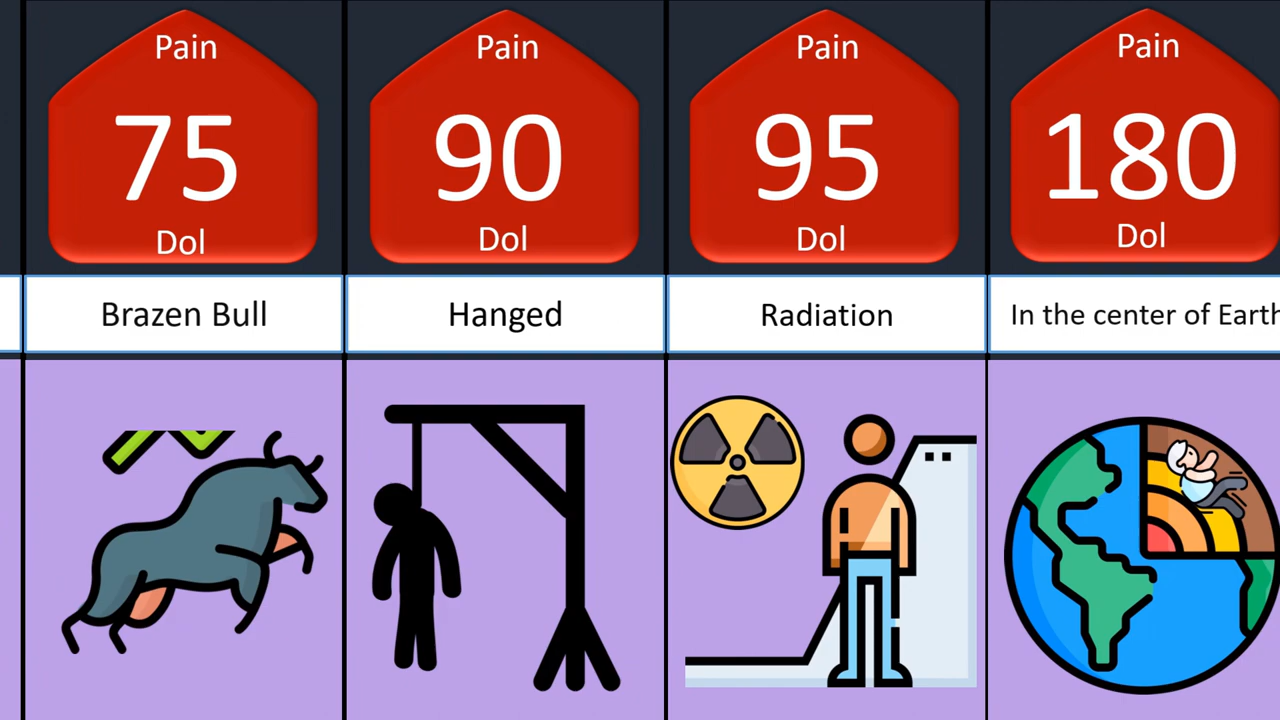 Pain
75
Dol
Brazen Bull
Pain
90
Dol
Hanged
Pain
95
Dol
Radiation
Pain
180
Dol
In the center of Earth